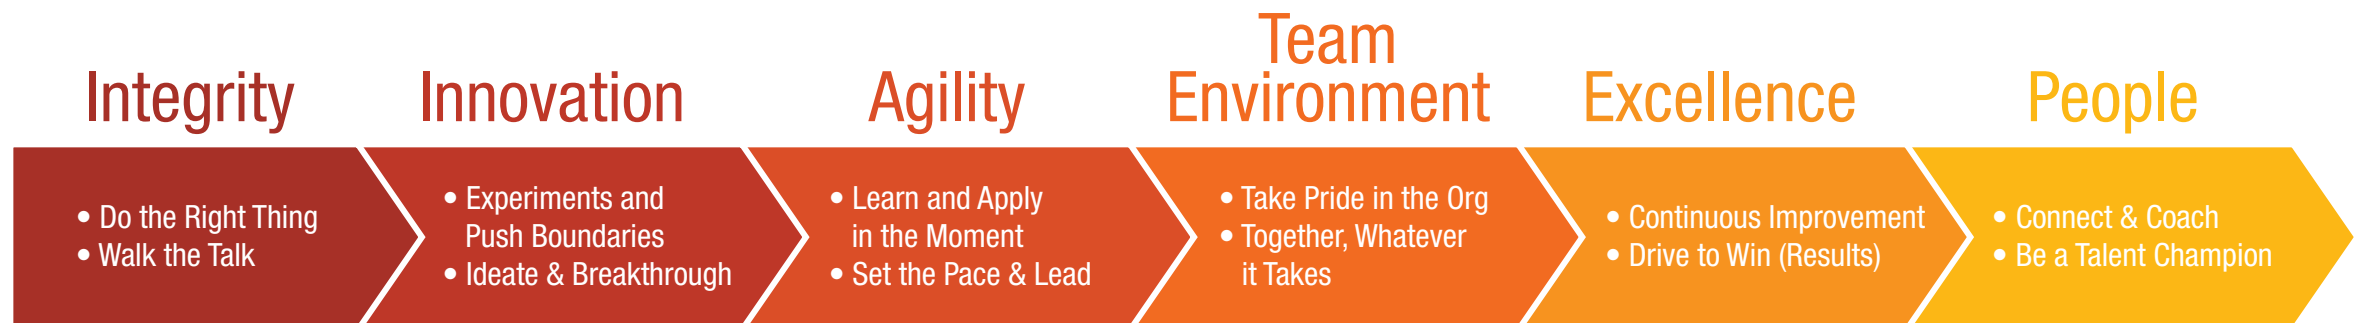 Integrity
• Do the Right Thing
• Walk the Talk
Innovation
• Experiments and
Push Boundaries
• Ideate & Breakthrough
Agility
• Learn and Apply
in the Moment
• Set the Pace & Lead
Team
Environment
• Take Pride in the Org
• Together, Whatever
it Takes
Excellence
• Continuous Improvement
• Drive to Win (Results)
People
• Connect & Coach
• Be a Talent Champion